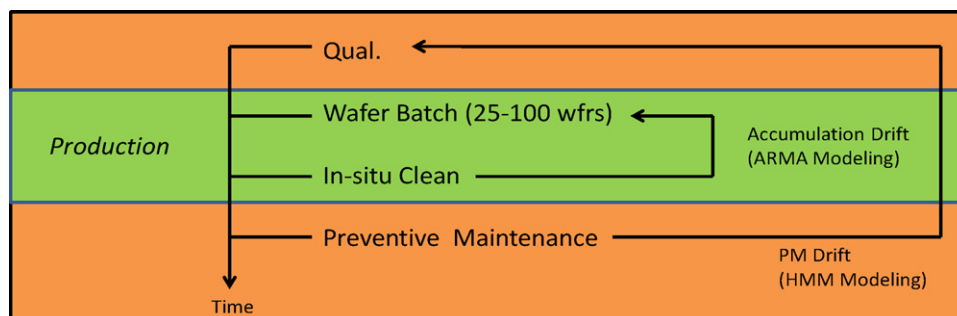 Qual.
Wafer Batch (25-100 wfrs)
Production
Accumulation Drift
(ARMA Modeling)
In-situ Clean
Preventive Maintenance
PM Drift
(HMM Modeling)
Time